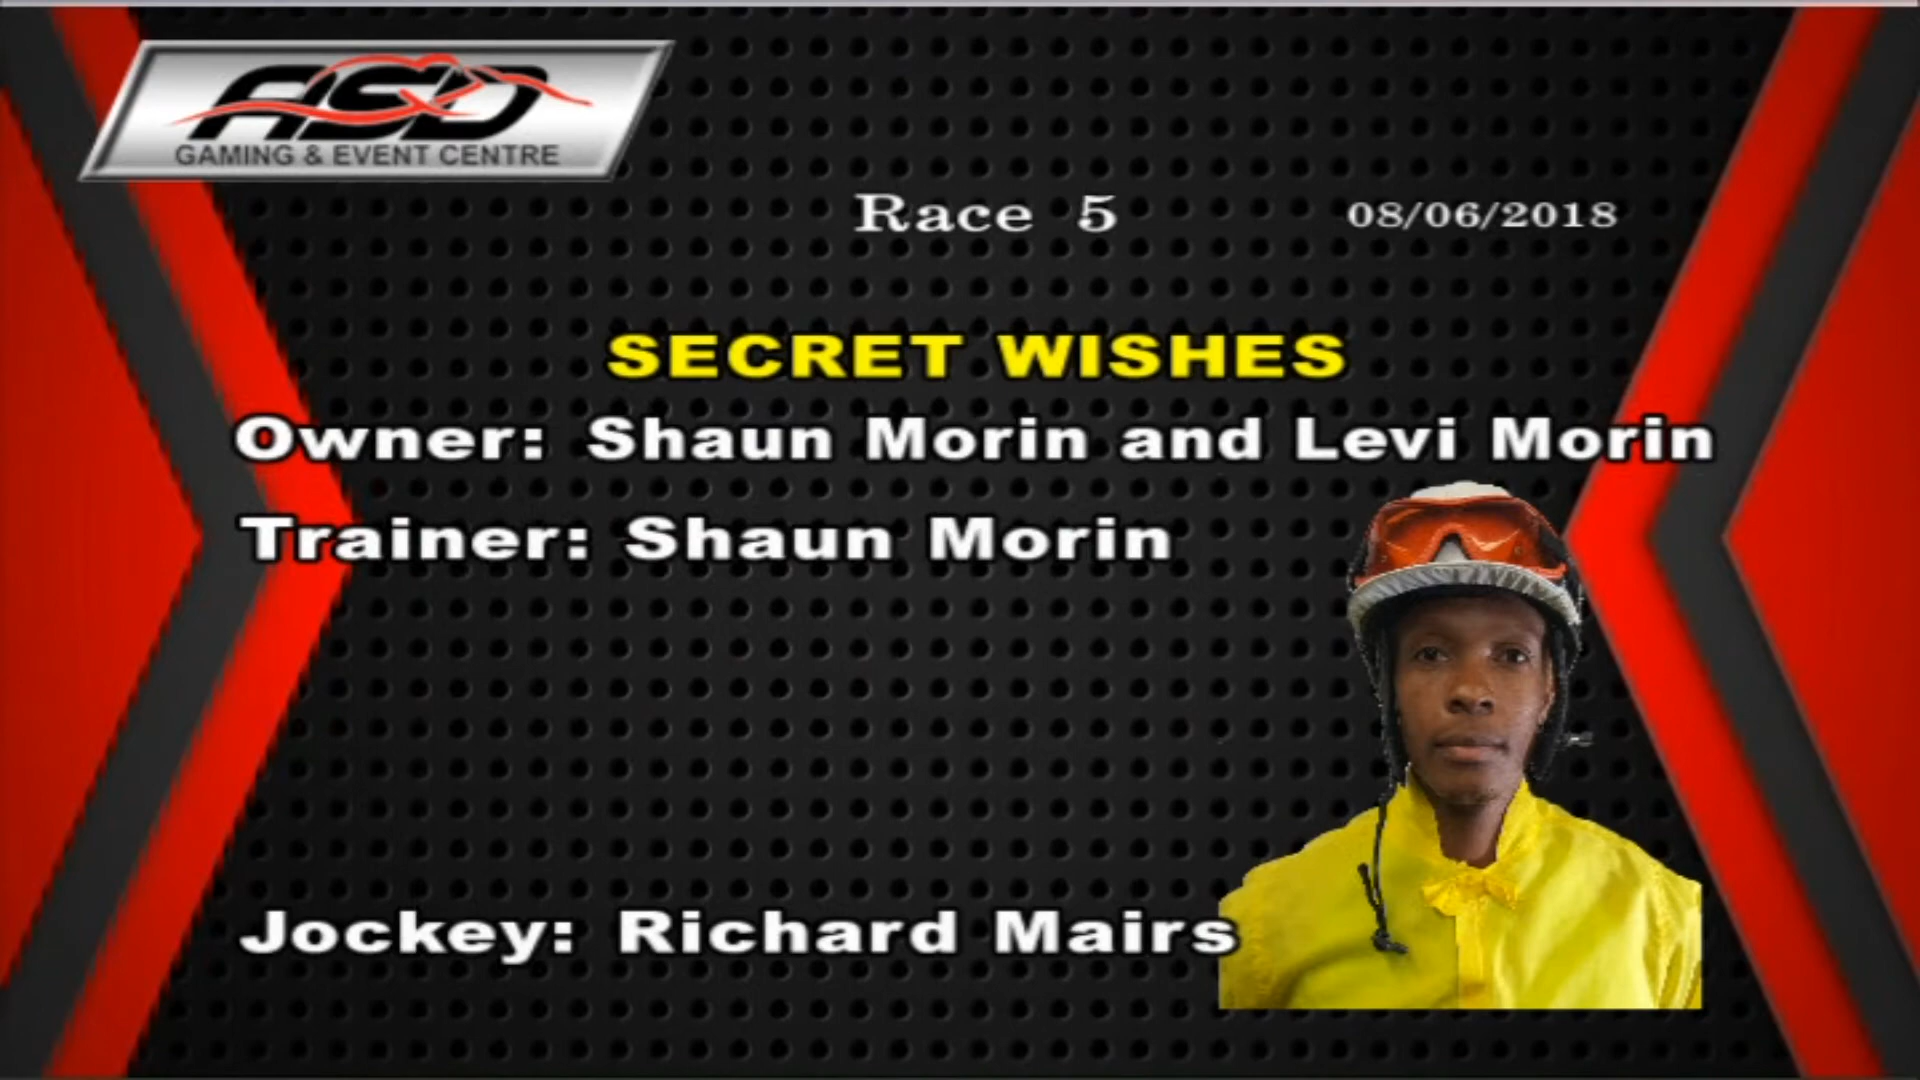 ASD
GAMING & EVENT CENTRE
Race 5 08/06/2018
SECRET WISHES
Owner: Shaun Morin and Levi Morin
Trainer: Shaun Morin
Jockey: Richard Mairs